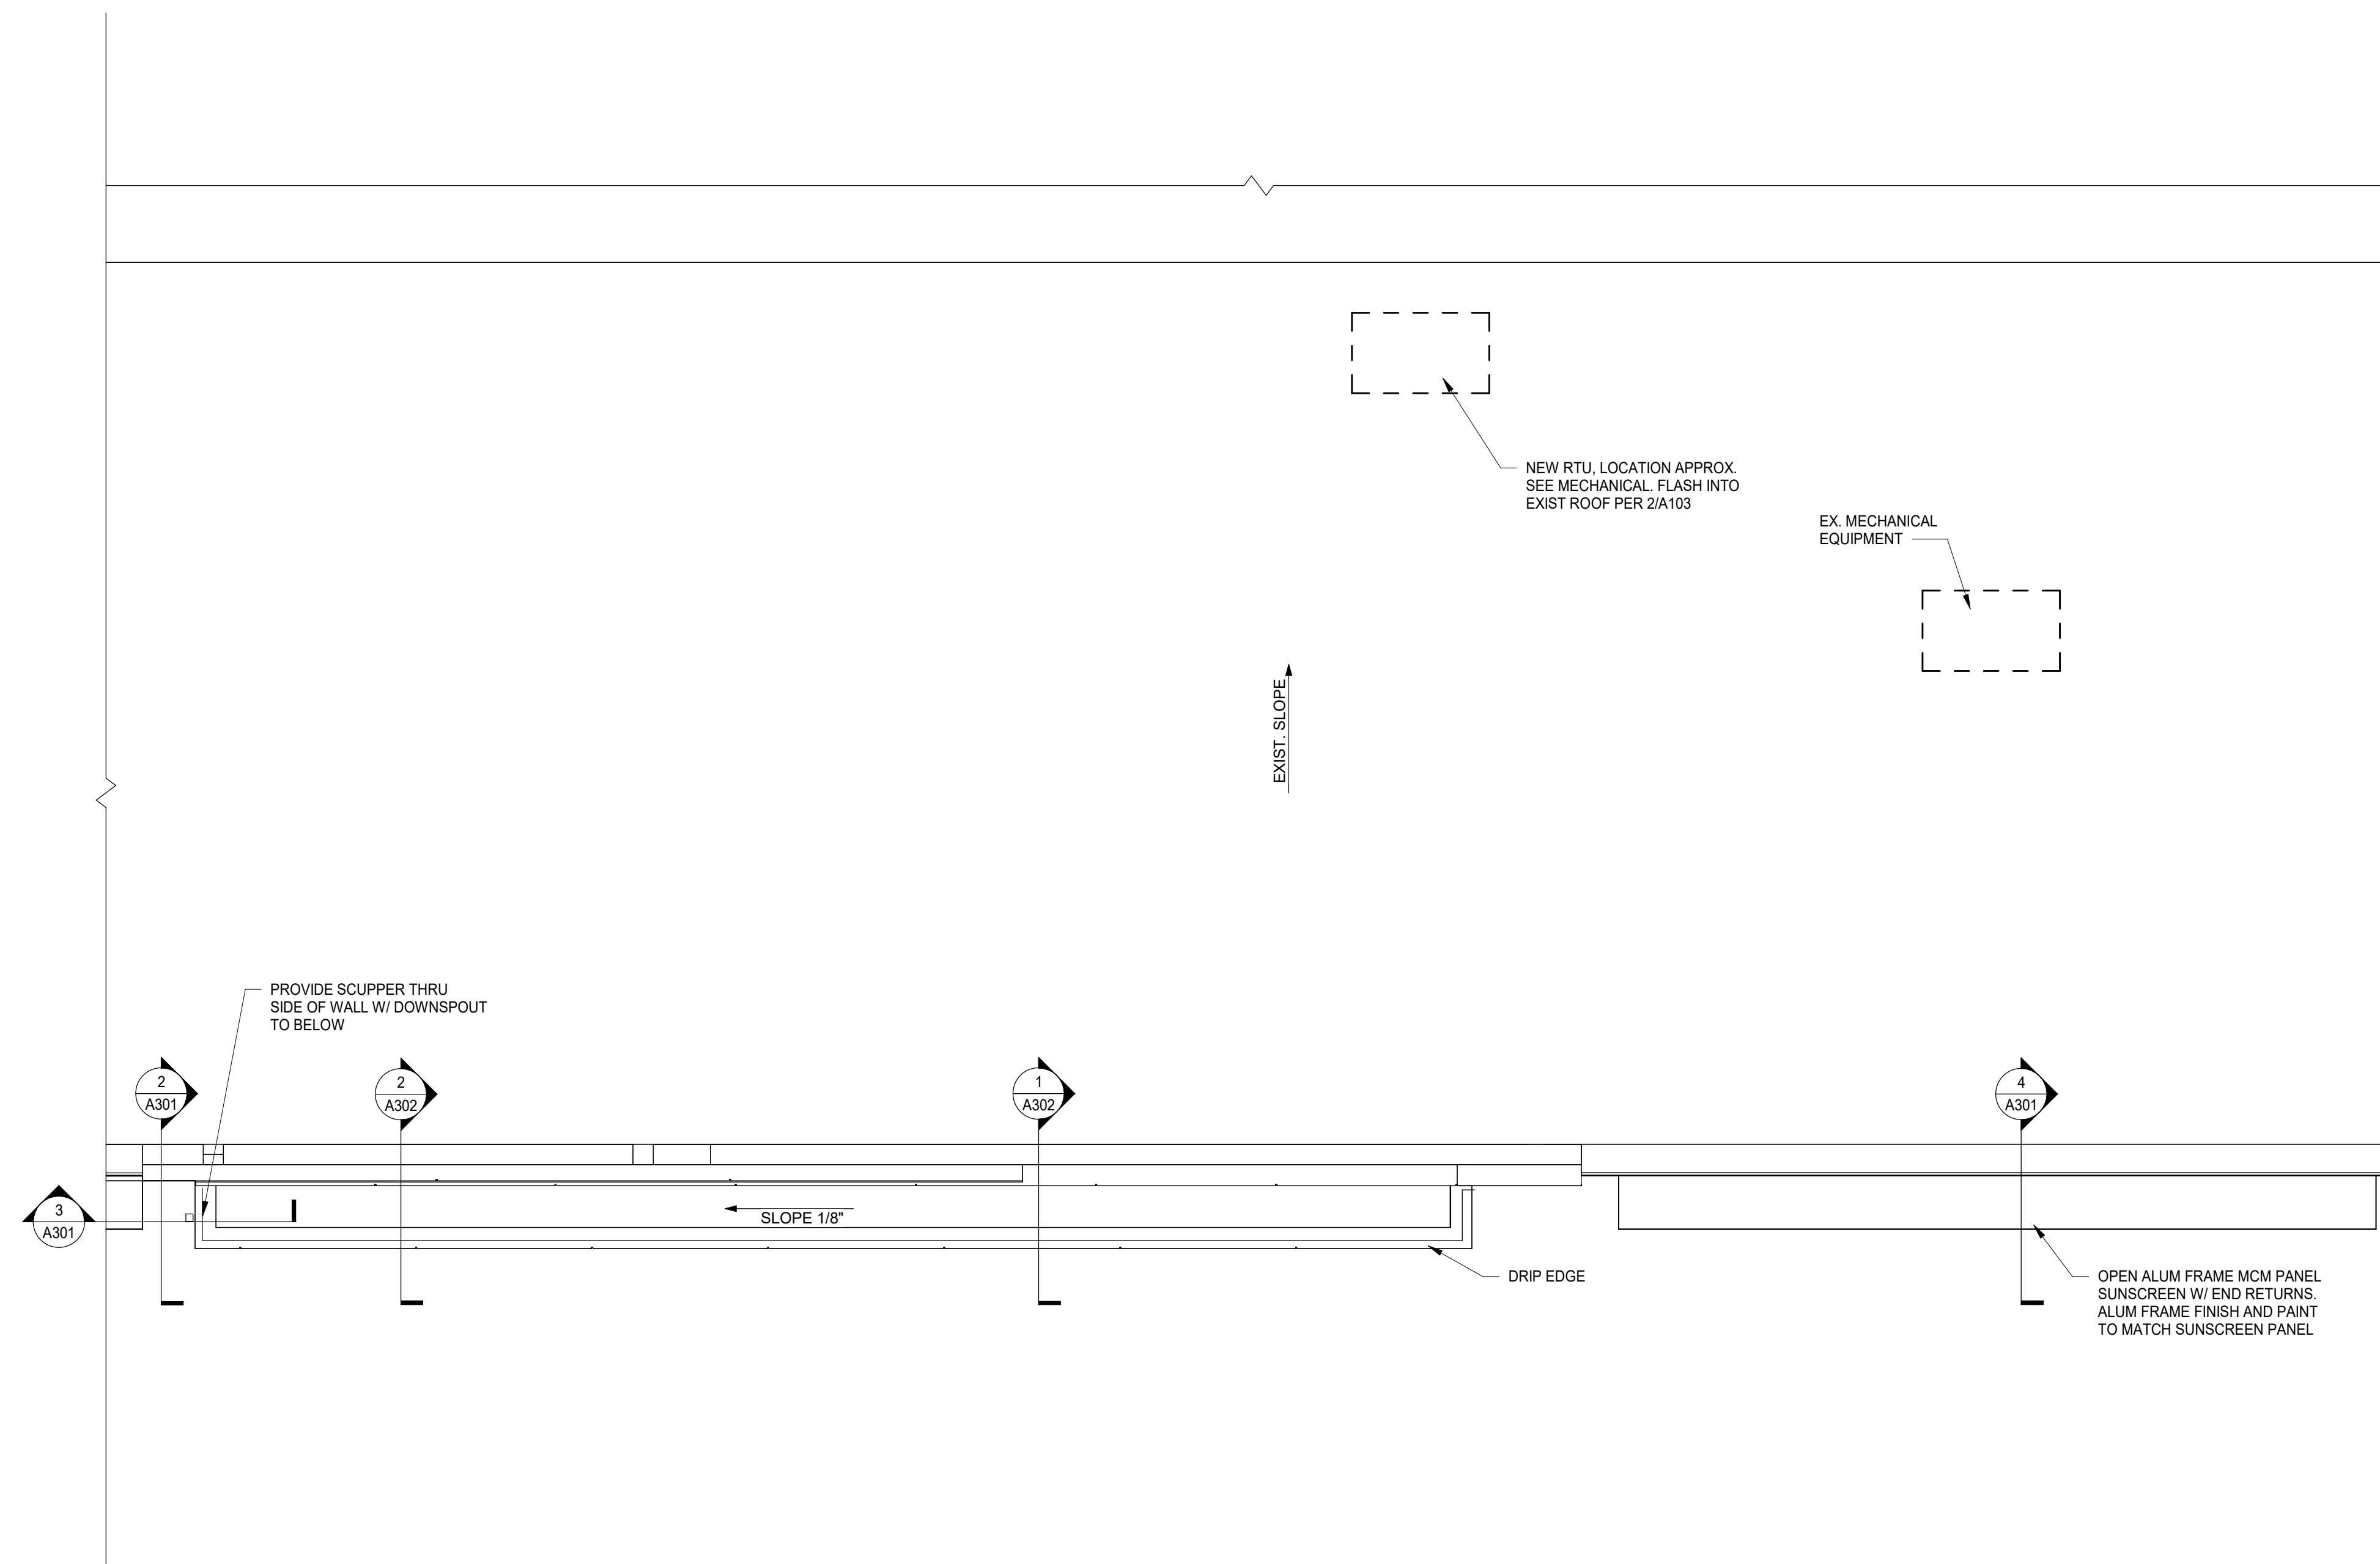 NEW RTU, LOCATION APPROX.
SEE MECHANICAL. FLASH INTO
EXIST ROOF PER 2/A103
EX. MECHANICAL
EQUIPMENT
EXIST. SLOPE
PROVIDE SCUPPER THRU
SIDE OF WALL W/ DOWNSPOUT
TO BELOW
2
A301
2
A302
1
A302
4
A301
3
A301
SLOPE 1/8"
DRIP EDGE
OPEN ALUM FRAME MCM PANEL
SUNSCREEN W/ END RETURNS.
ALUM FRAME FINISH AND PAINT
TO MATCH SUNSCREEN PANEL